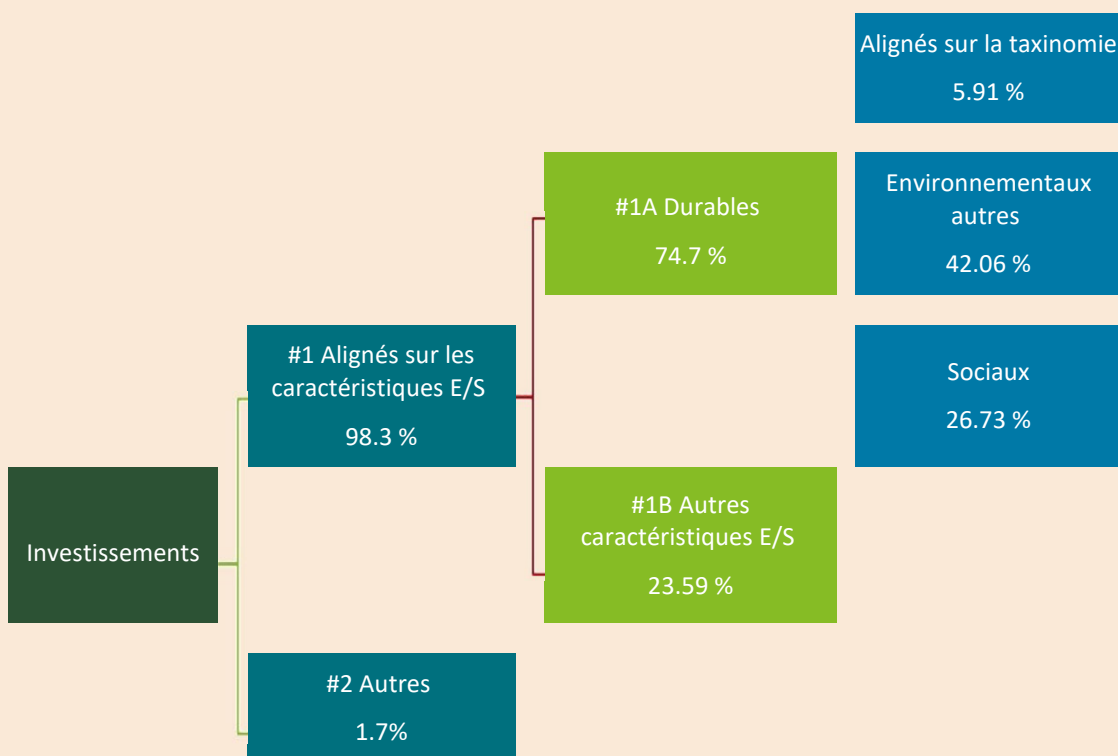 Investissements
#1 Alignés sur les
caractéristiques E/S
98.3 %
#2 Autres
1.7%
#1A Durables
74.7 %
#1B Autres
caractéristiques E/S
23.59 %
Alignés sur la taxinomie
5.91 %
Environnementaux
autres
42.06 %
Sociaux
26.73 %